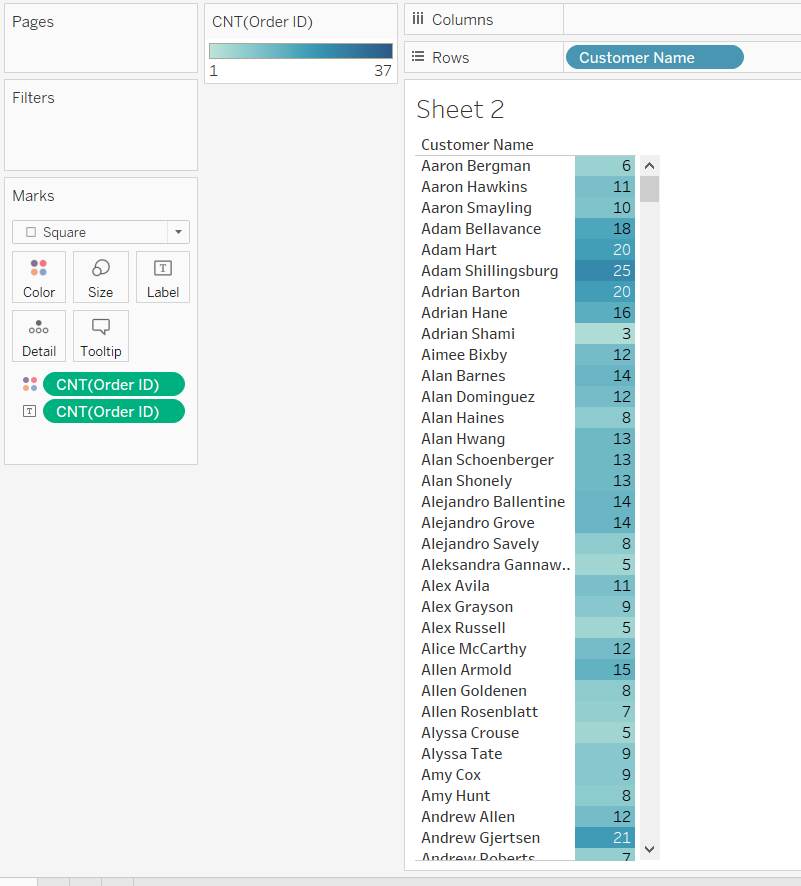 Pages
CNT(Order ID)
1 37
Columns
Rows Customer Name
Filters
Marks
Square
Color Size Label
Detail Tooltip
CNT(Order ID)
CNT(Order ID)
Sheet 2
Customer Name
Aaron Bergman 6
Aaron Hawkins 11
Aaron Smayling 10
Adam Bellavance 18
Adam Hart 20
Adam Shillingsburg 25
Adrian Barton 20
Adrian Hane 16
Adrian Shami 3
Aimee Bixby 12
Alan Barnes 14
Alan Dominguez 12
Alan Haines 8
Alan Hwang 13
Alan Schoenberger 13
Alan Shonely 13
Alejandro Ballentine 14
Alejandro Grove 14
Alejandro Savely 8
Aleksandra Gannaw.. 5
Alex Avila 11
Alex Grayson 9
Alex Russell 5
Alice McCarthy 12
Allen Arnold 15
Allen Goldenen 8
Allen Rosenblatt 7
Alyssa Crouse 5
Alyssa Tate 9
Amy Cox 9
Amy Hunt 8
Andrew Allen 12
Andrew Gjertsen 21
Andrew Roberts 7